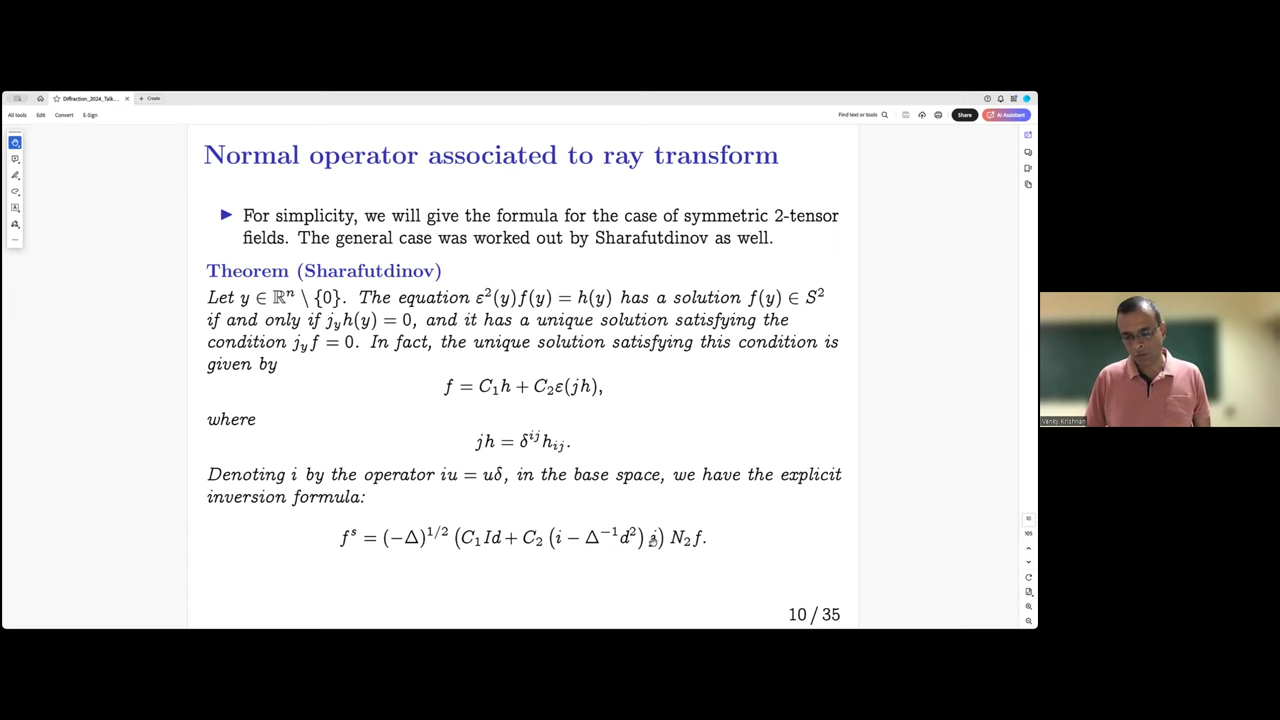 Diffraction_2024_Talk...
Create
All tools Edit Convert E-Sign
Find text or tools
Share
AI Assistant
Normal operator associated to ray transform
For simplicity, we will give the formula for the case of symmetric 2-tensor
fields. The general case was worked out by Sharafutdinov as well.
Theorem (Sharafutdinov)
Let y ∈ ℝⁿ \ {0}. The equation ε²(y)f(y) = h(y) has a solution f(y) ∈ S²
if and only if j_y h(y) = 0, and it has a unique solution satisfying the
condition j_y f = 0. In fact, the unique solution satisfying this condition is
given by
f = C₁h + C₂ε(jh),
where
jh = δ^{ij}h_{ij}.
Denoting i by the operator iu = uδ, in the base space, we have the explicit
inversion formula:
fˢ = (−Δ)^{1/2} (C₁Id + C₂ (i − Δ⁻¹d²) j) N₂f.
10 / 35
10
105
Venky Krishnan